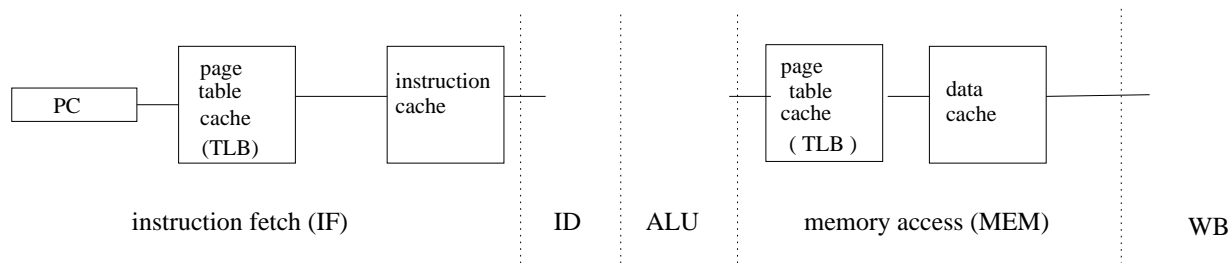 PC
page
table
cache
(TLB)
instruction
cache
page
table
cache
( TLB )
data
cache
instruction fetch (IF)
ID
ALU
memory access (MEM)
WB